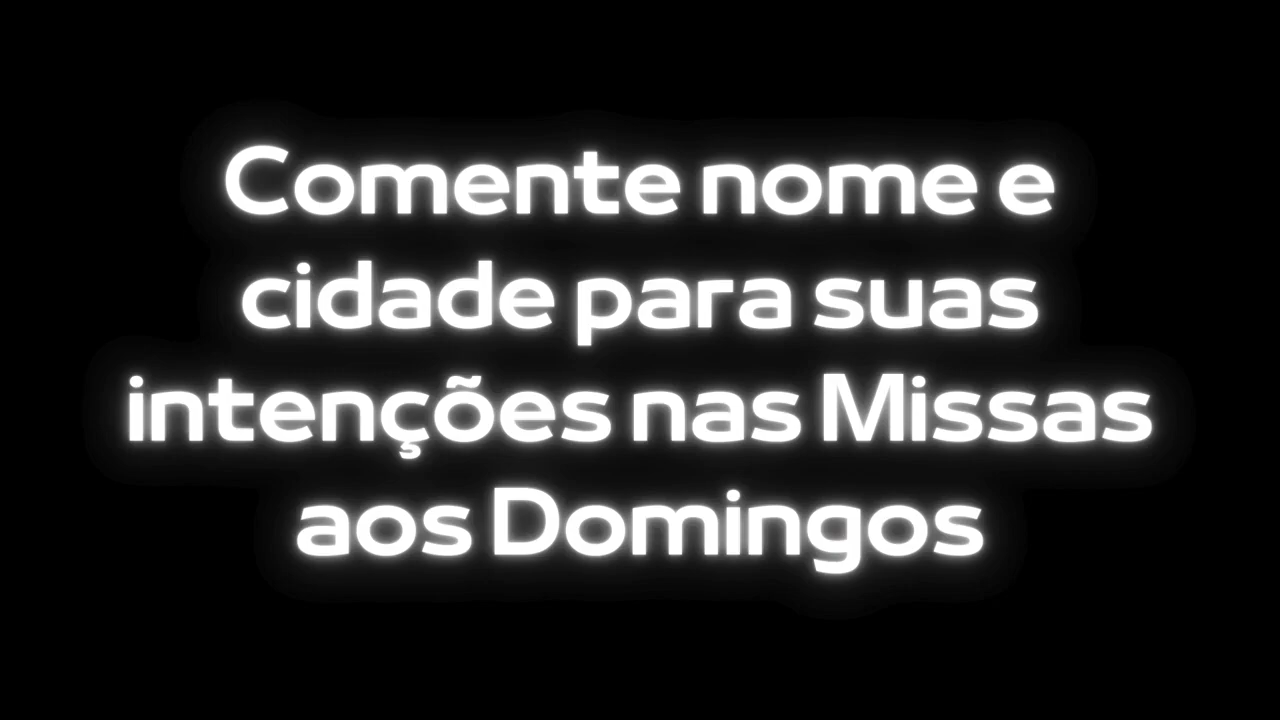 Comente nome e
cidade para suas
intenções nas Missas
aos Domingos